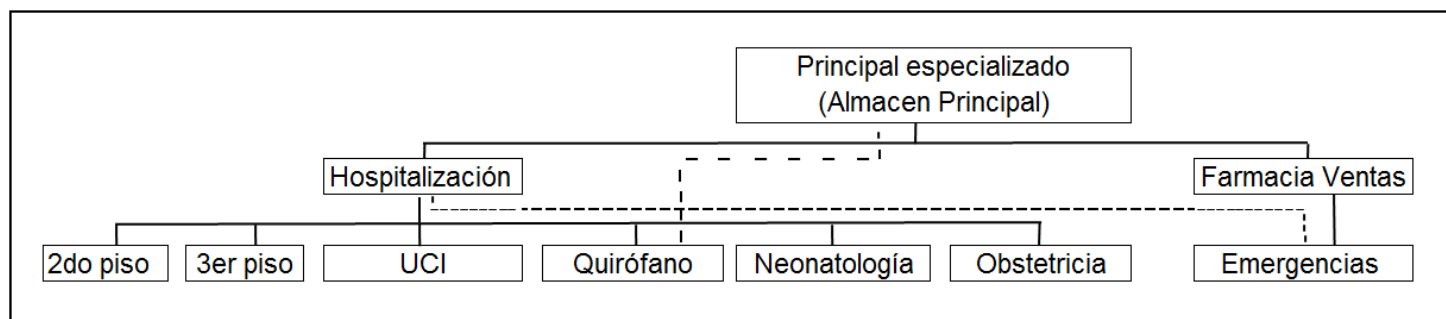 Principal especializado
(Almacen Principal)
Hospitalización
Farmacia Ventas
2do piso
3er piso
UCI
Quirófano
Neonatología
Obstetricia
Emergencias